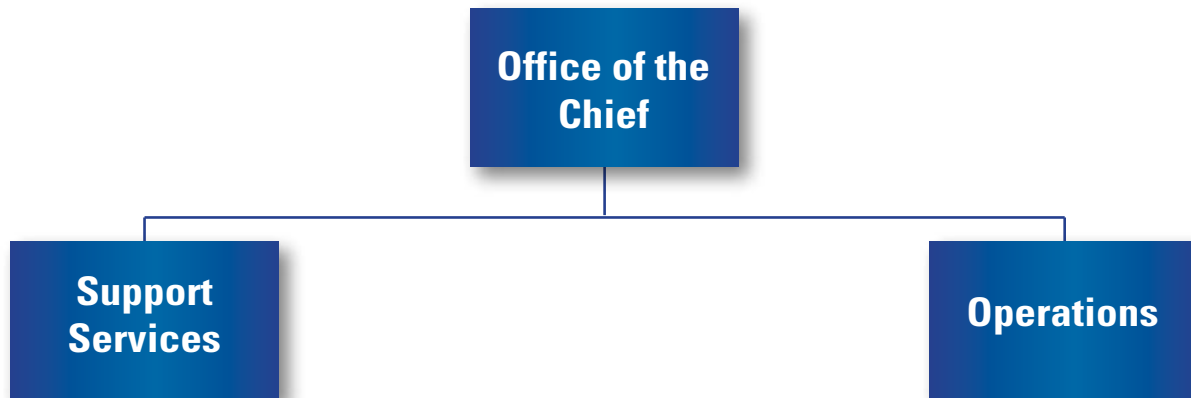 Office of the
Chief
Support
Services
Operations